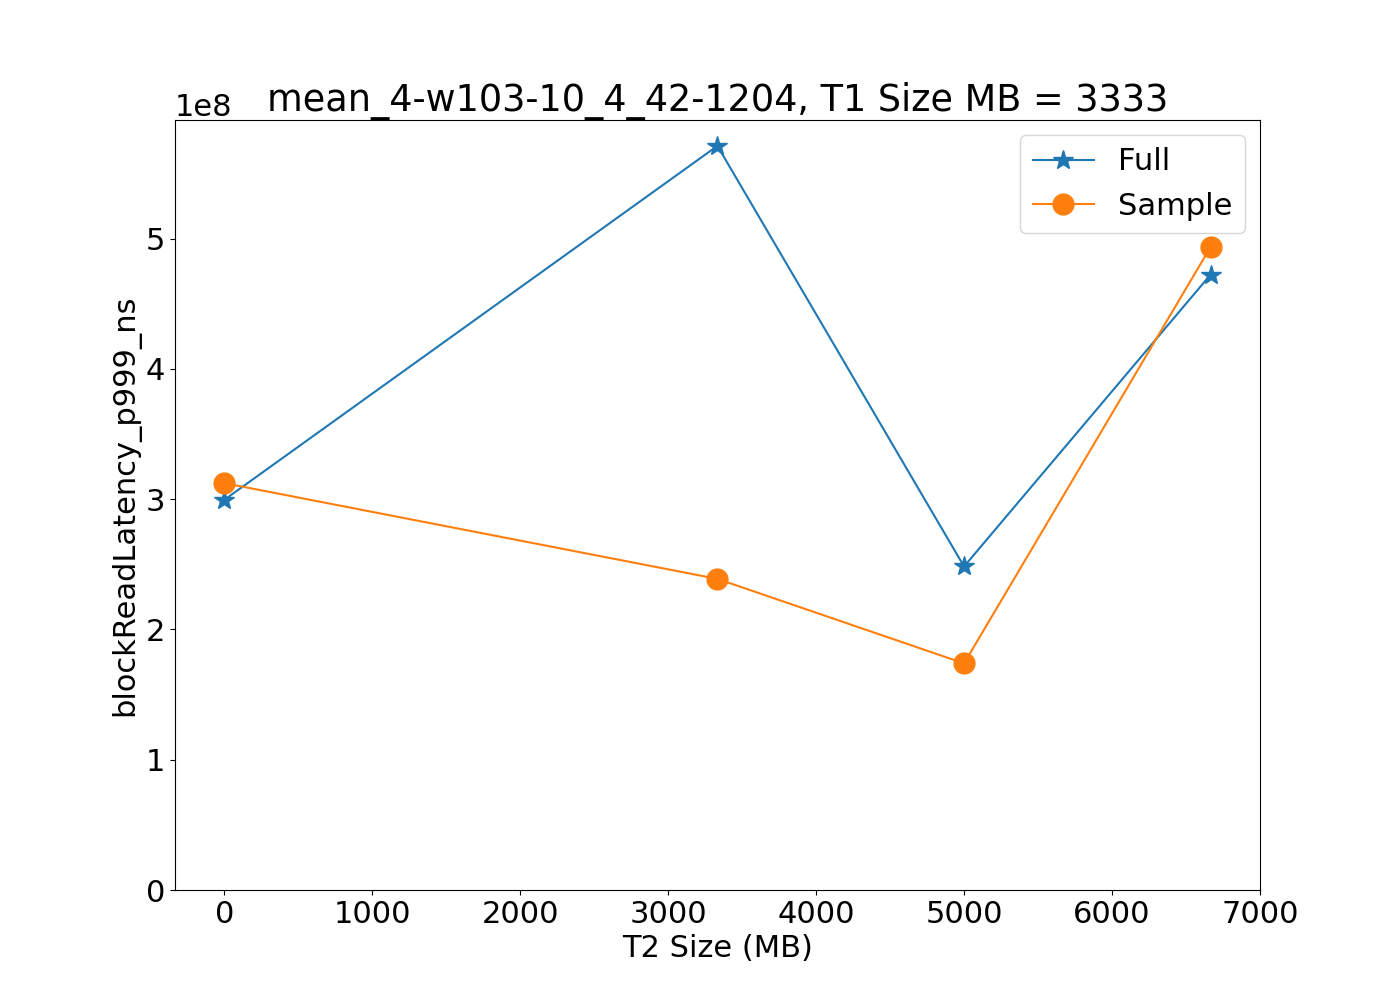 1e8
mean_4-w103-10_4_42-1204, T1 Size MB = 3333
Full
Sample
blockReadLatency_p999_ns
5
4
3
2
1
0
0 1000 2000 3000 4000 5000 6000 7000
T2 Size (MB)